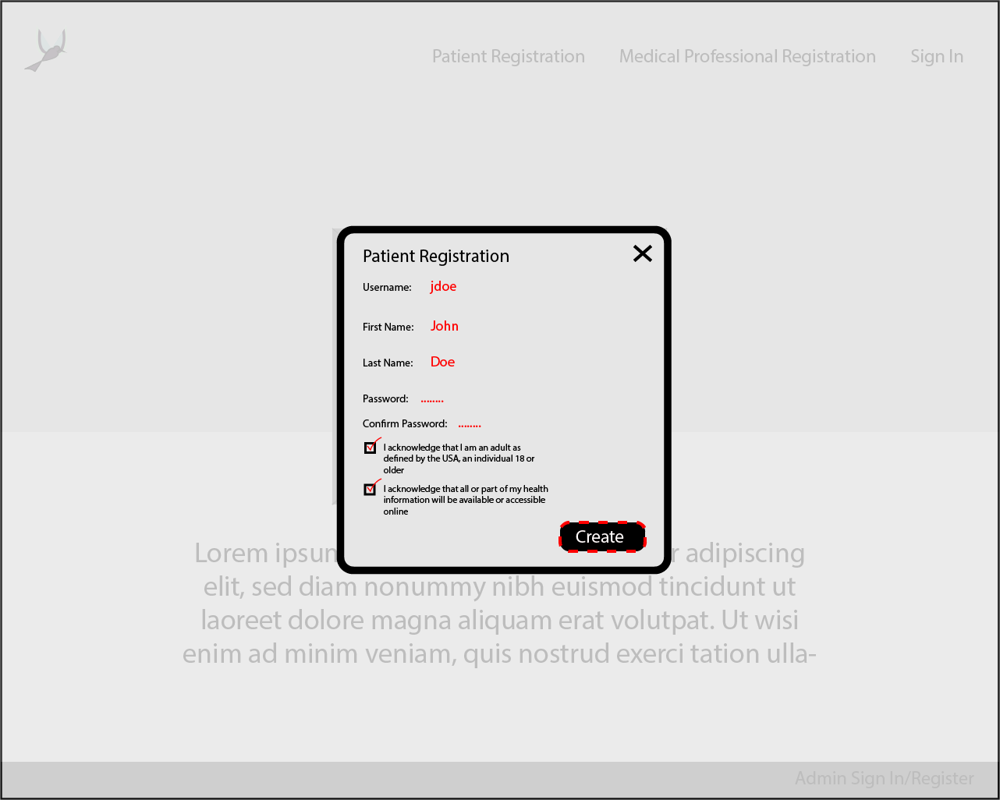 Patient Registration Medical Professional Registration Sign In
Patient Registration
Username: jdoe
First Name: John
Last Name: Doe
Password: ........
Confirm Password: ........
I acknowledge that I am an adult as
defined by the USA, an individual 18 or
older
I acknowledge that all or part of my health
information will be available or accessible
online
Create
Lorem ipsum adipiscing
elit, sed diam nonummy nibh euismod tincidunt ut
laoreet dolore magna aliquam erat volutpat. Ut wisi
enim ad minim veniam, quis nostrud exerci tation ulla-
Admin Sign In/Register